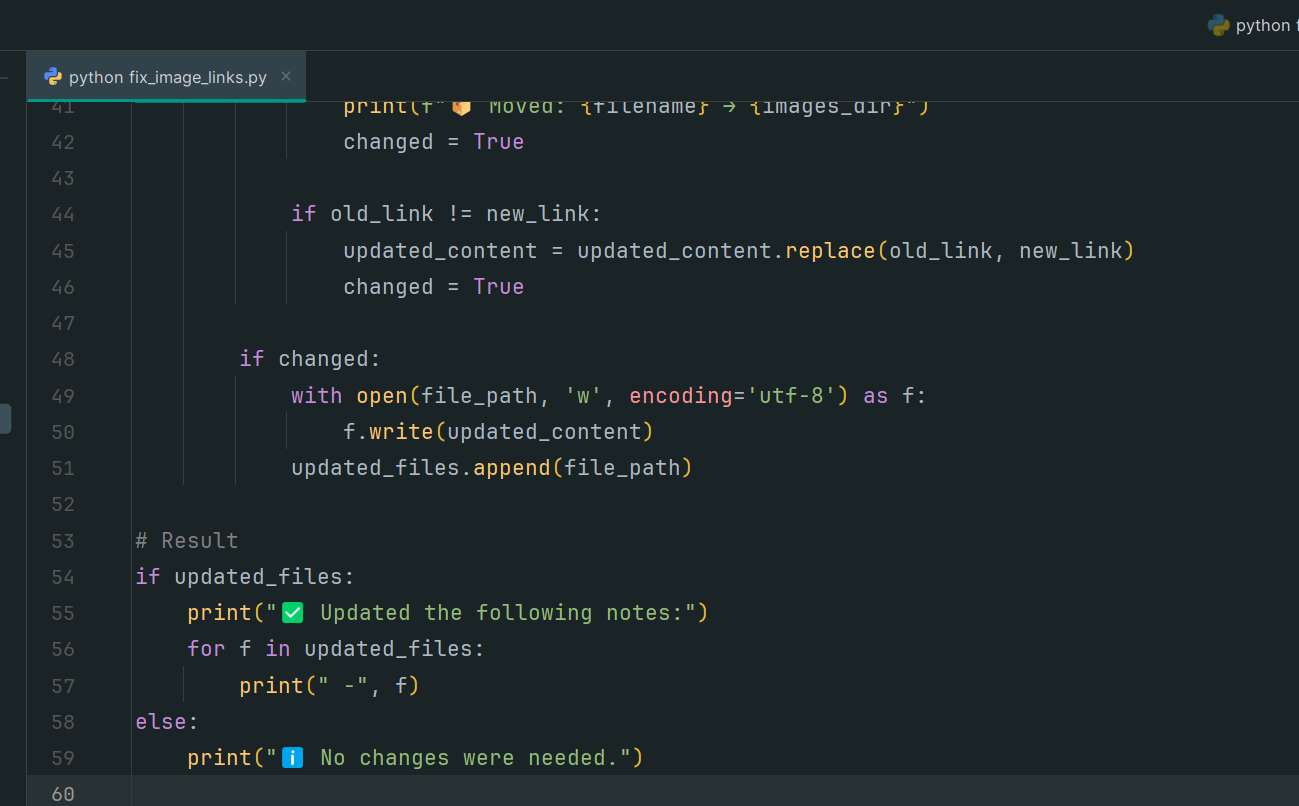 python f
python fix_image_links.py ×
41 print(f"📦 Moved: {filename} → {images_dir}")
42 changed = True
43
44 if old_link != new_link:
45 updated_content = updated_content.replace(old_link, new_link)
46 changed = True
47
48 if changed:
49 with open(file_path, 'w', encoding='utf-8') as f:
50 f.write(updated_content)
51 updated_files.append(file_path)
52
53 # Result
54 if updated_files:
55 print("✅ Updated the following notes:")
56 for f in updated_files:
57 print(" -", f)
58 else:
59 print("ℹ️ No changes were needed.")
60